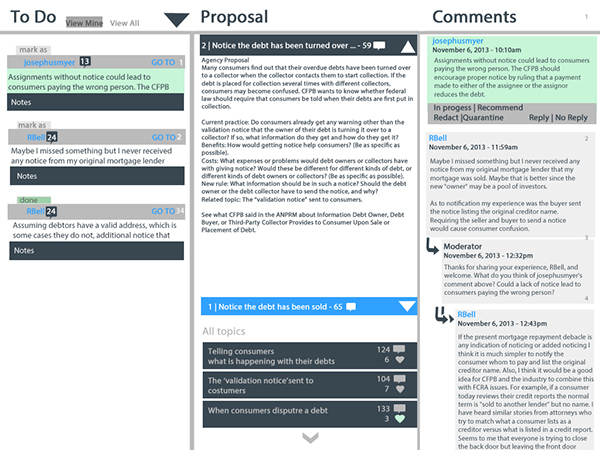 To Do View Mine View All
mark as
josephusmyer 13 GO TO 1
Assignments without notice could lead to
consumers paying the wrong person. The CFPB
Notes
mark as
RBell 24 GO TO 2
Maybe I missed something but I never received
any notice from my original mortgage lender
Notes
done
RBell 24 GO TO 34
Assuming debtors have a valid address, which is
some cases they do not, additional notice that
Notes
Proposal
2 | Notice the debt has been turned over ... - 59
Agency Proposal
Many consumers find out that their overdue debts have been turned over
to a collector when the collector contacts them to start collection. If the
debt is placed for collection several times with different collectors,
consumers may become confused. CFPB wants to know whether federal
law should require that consumers be told when their debts are first put in
collection.
Current practice: Do consumers already get any warning other than the
validation notice that the owner of their debt is turning it over to a
collector? If so, what information do they get and how do they get it?
Benefits: How would getting notice help consumers? (Be as specific as
possible).
Costs: What expenses or problems would debt owners or collectors have
with giving notice? Would these be different for different kinds of debt, or
different kinds of debt owners or collectors? (Be as specific as possible).
New rule: What information should be in such a notice? Should the debt
owner or the debt collector have to send the notice, and why?
Related topic: The "validation notice" sent to consumers.
See what CFPB said in the ANPRM about Information Debt Owner, Debt
Buyer, or Third-Party Collector Provides to Consumer Upon Sale or
Placement of Debt.
1 | Notice the debt has been sold - 65
All topics
Telling consumers 124
what is happening with their debts 6
The 'validation notice'sent to 104
costumers 7
When consumers disputre a debt 133
3
Comments 1
josephusmyer
November 6, 2013 - 10:10am
Assignments without notice could lead to consumers
paying the wrong person. The CFPB should
encourage proper notice by ruling that a payment
made to either of the assignee or the assignor
reduces the debt.
In progess | Recommend
Redact |Quarantine Reply | No Reply
RBell 2
November 6, 2013 - 11:59am
Maybe I missed something but I never received any
notice from my original mortgage lender that my
mortgage was sold. Maybe that is better since the
new "owner" may be a pool of investors.
As to notification my experience was the buyer sent
the notice listing the original creditor name.
Requiring the seller and buyer to send a notice
would cause consumer confusion.
3
Moderator
November 6, 2013 - 12:32pm
Thanks for sharing your experience, RBell, and
welcome. What do you think of josephusmyer's
comment above? Could a lack of notice lead to
consumers paying the wrong person?
4
RBell
November 6, 2013 - 12:43pm
If the present mortgage repayment debacle is
any indication of noting or added noticing I
think it is much simpler to notify the
consumer whom to pay and list the original
creditor name. Also, I think it would be a good
idea for CFPB and the industry to combine this
with FCRA issues. For example, if a consumer
today reviews their credit reports the normal
term is "sold to another lender" but no name. I
have heard similar stories from attorneys who
try to match what a consumer lists as a
creditor versus what is listed in a credit report.
Seems to me that everyone is trying to close
the back door but leaving the front door